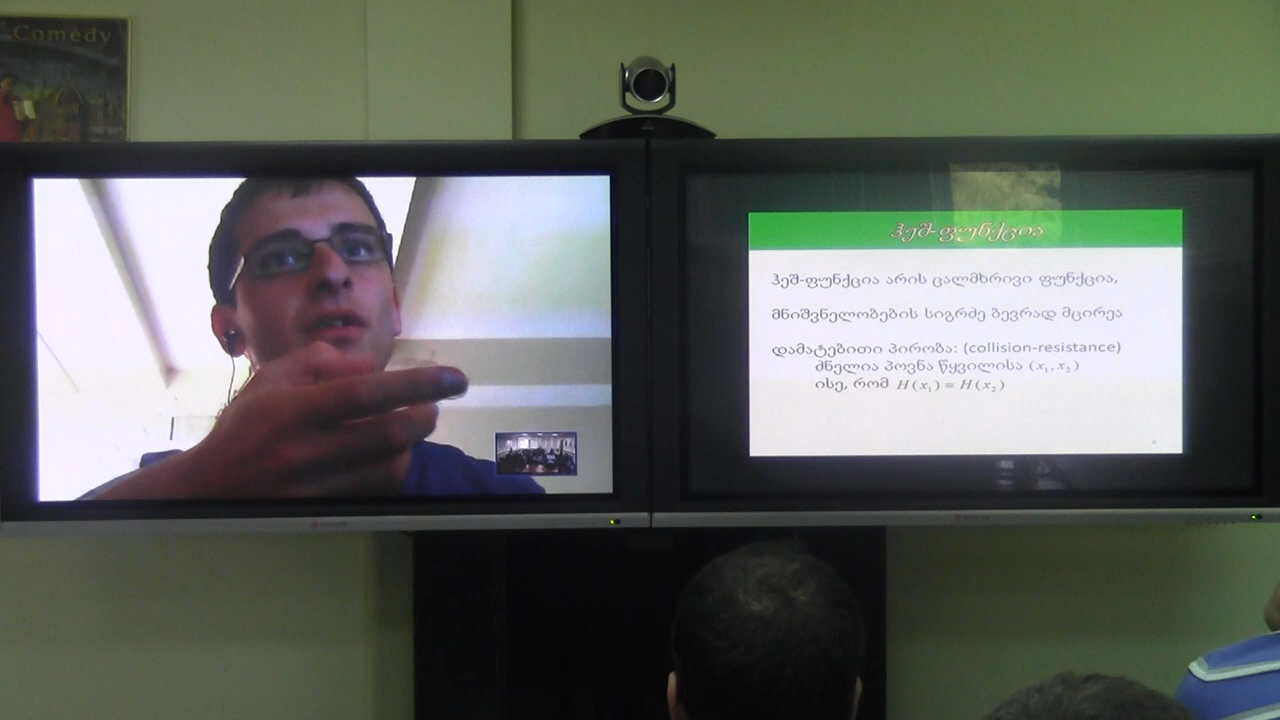 Comedy
ჰეშ-ფუნქცია
ჰეშ-ფუნქცია არის ცალმხრივი ფუნქცია,
მნიშვნელობების სიგრძე ბევრად მცირეა
დამატებითი პირობა: (collision-resistance)
ძნელია პოვნა წყვილისა (x₁, x₂)
ისე, რომ H(x₁) = H(x₂)